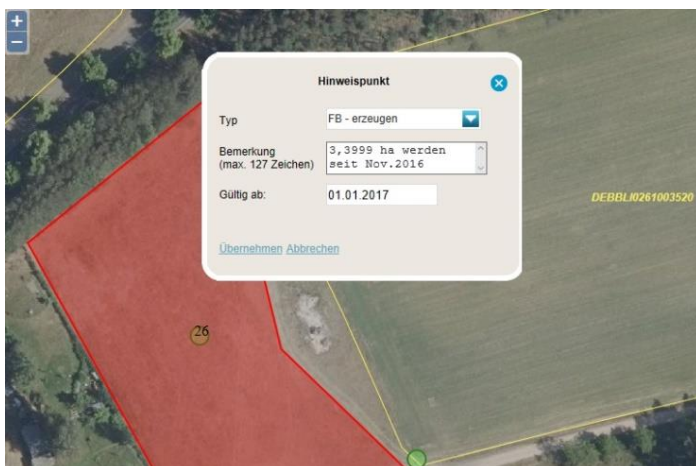 +
−
Hinweispunkt
Typ
FB - erzeugen
Bemerkung
(max. 127 Zeichen)
3,3999 ha werden
seit Nov.2016
Gültig ab:
01.01.2017
Übernehmen Abbrechen
DEBBLI0261003520
26